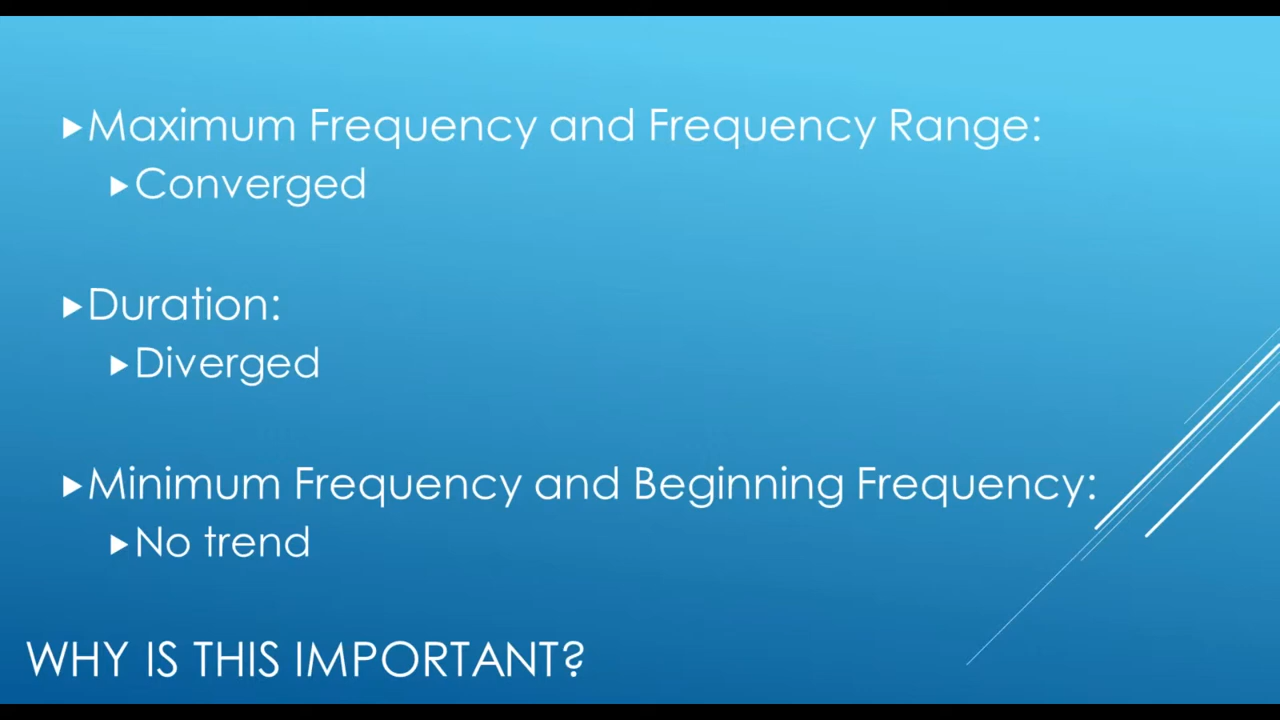 Maximum Frequency and Frequency Range:
Converged
Duration:
Diverged
Minimum Frequency and Beginning Frequency:
No trend
WHY IS THIS IMPORTANT?